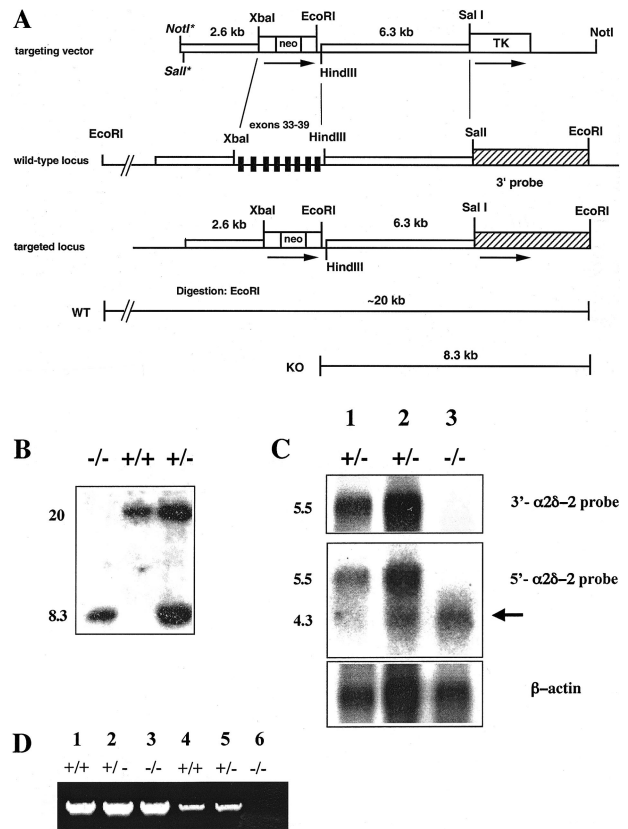 A
NotI*
2.6 kb
XbaI
EcoRI
6.3 kb
Sal I
NotI
targeting vector
neo
TK
SalI*
HindIII
exons 33-39
EcoRI
XbaI
HindIII
SalI
EcoRI
wild-type locus
3' probe
2.6 kb
XbaI
EcoRI
6.3 kb
Sal I
EcoRI
targeted locus
neo
HindIII
Digestion: EcoRI
WT
~20 kb
8.3 kb
KO
B
-/- +/+ +/-
20
8.3
C
1 2 3
+/- +/- -/-
5.5
3'- α2δ-2 probe
5.5
5'- α2δ-2 probe
4.3
β-actin
D
1 2 3 4 5 6
+/+ +/- -/- +/+ +/- -/-